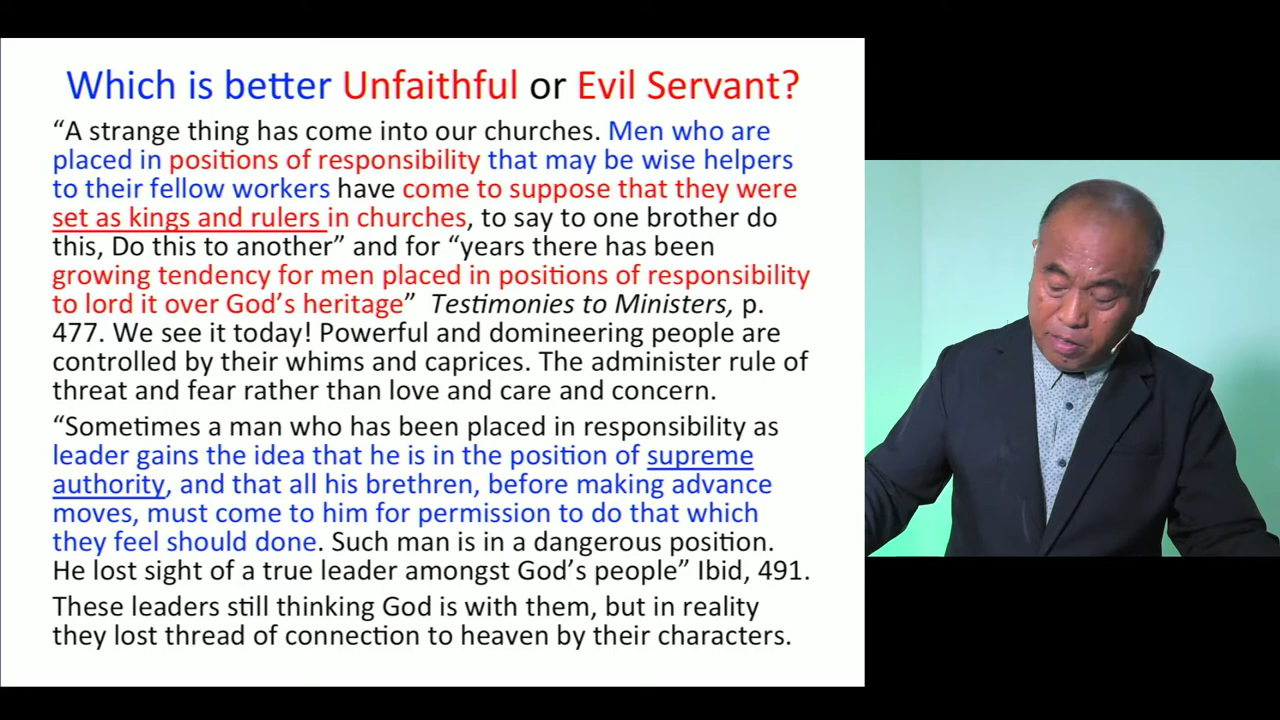 Which is better Unfaithful or Evil Servant?
“A strange thing has come into our churches. Men who are
placed in positions of responsibility that may be wise helpers
to their fellow workers have come to suppose that they were
set as kings and rulers in churches, to say to one brother do
this, Do this to another” and for “years there has been
growing tendency for men placed in positions of responsibility
to lord it over God’s heritage” Testimonies to Ministers, p.
477. We see it today! Powerful and domineering people are
controlled by their whims and caprices. The administer rule of
threat and fear rather than love and care and concern.
“Sometimes a man who has been placed in responsibility as
leader gains the idea that he is in the position of supreme
authority, and that all his brethren, before making advance
moves, must come to him for permission to do that which
they feel should done. Such man is in a dangerous position.
He lost sight of a true leader amongst God’s people” Ibid, 491.
These leaders still thinking God is with them, but in reality
they lost thread of connection to heaven by their characters.